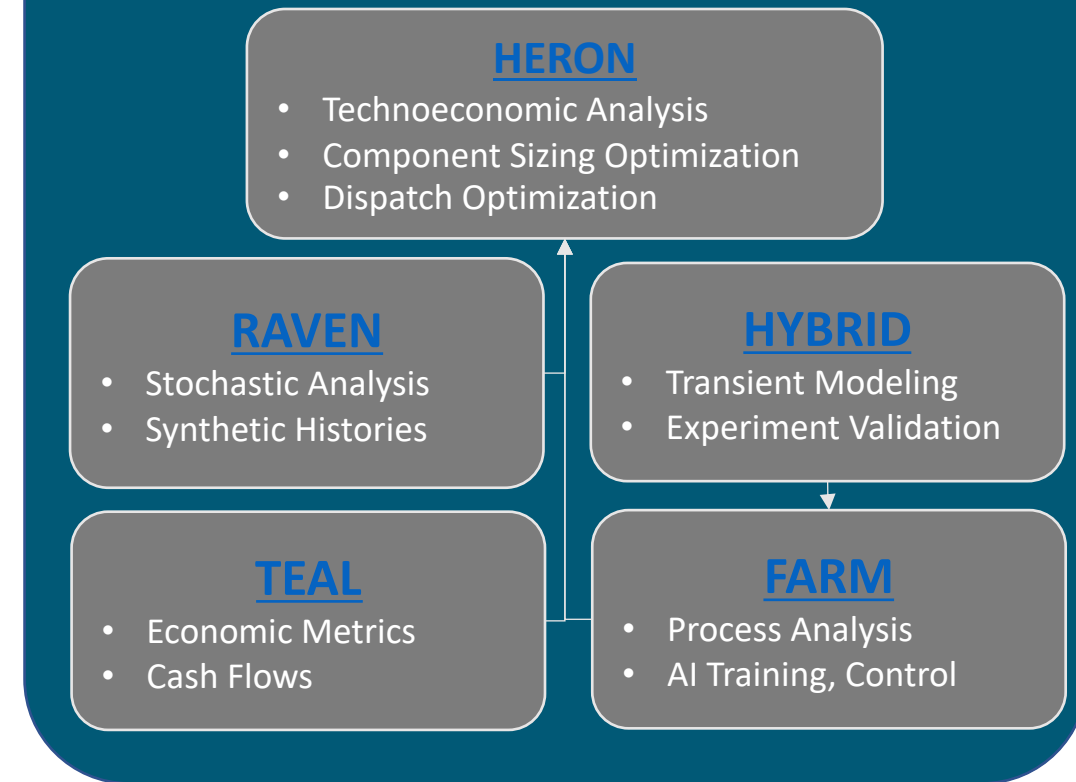 HERON
• Technoeconomic Analysis
• Component Sizing Optimization
• Dispatch Optimization
RAVEN
• Stochastic Analysis
• Synthetic Histories
HYBRID
• Transient Modeling
• Experiment Validation
TEAL
• Economic Metrics
• Cash Flows
FARM
• Process Analysis
• AI Training, Control